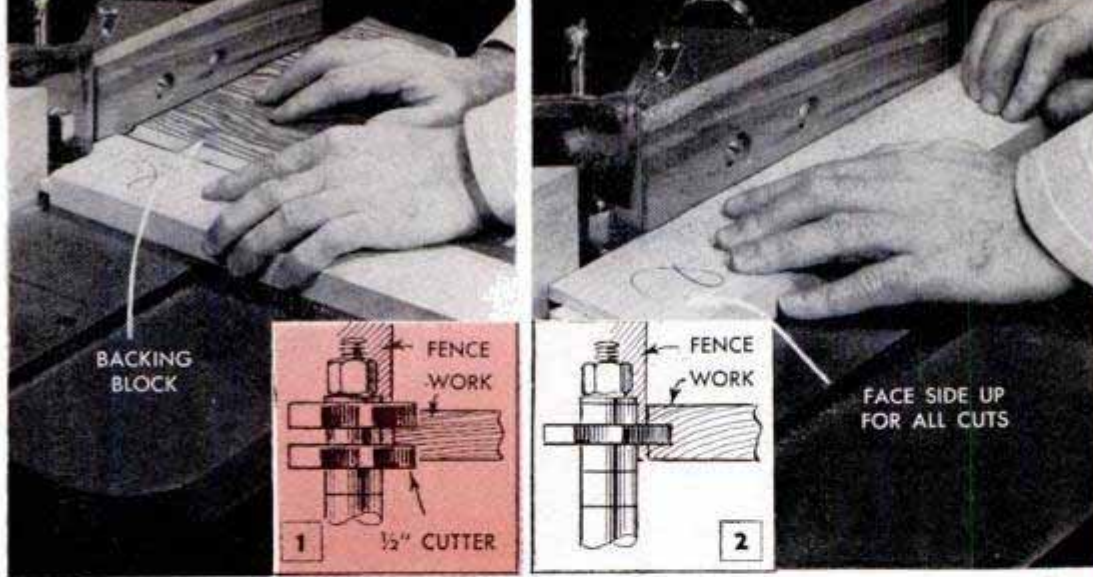 BACKING
BLOCK
FENCE
WORK
1
½" CUTTER
FENCE
WORK
2
FACE SIDE UP
FOR ALL CUTS